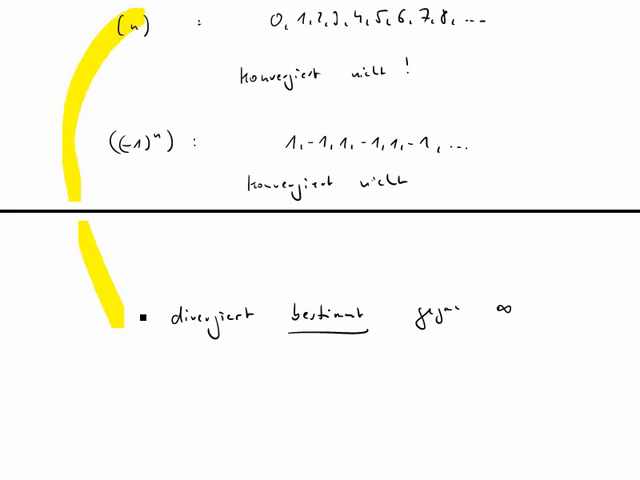 (n) : 0, 1, 2, 3, 4, 5, 6, 7, 8, ...
konvergiert nicht !
((-1)^n) : 1, -1, 1, -1, 1, -1, ...
konvergiert nicht
▪ divergiert bestimmt gegen ∞